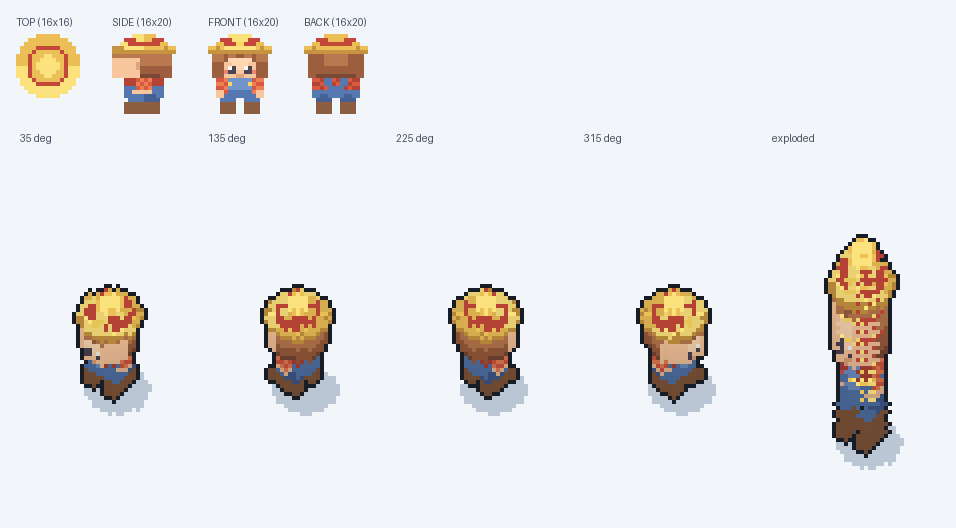 TOP (16x16)
SIDE (16x20)
FRONT (16x20)
BACK (16x20)
35 deg
135 deg
225 deg
315 deg
exploded